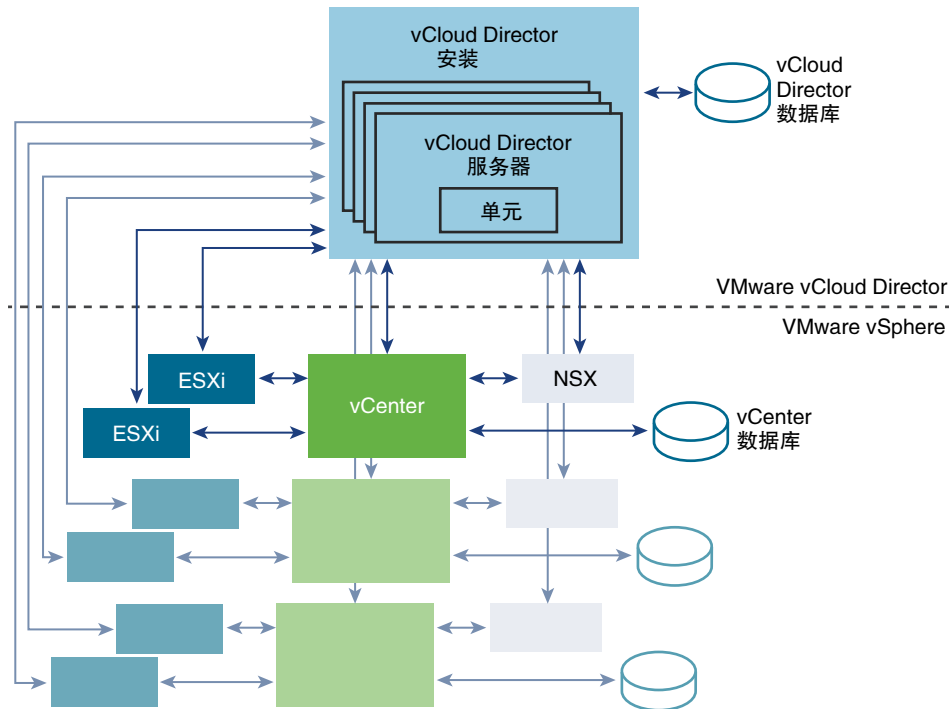 vCloud Director
安装
vCloud
Director
数据库
vCloud Director
服务器
单元
VMware vCloud Director
VMware vSphere
ESXi
vCenter
NSX
ESXi
vCenter
数据库